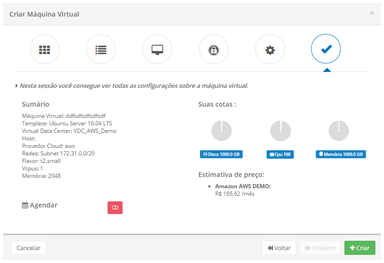 Criar Máquina Virtual
×
Nesta sessão você consegue ver todas as configurações sobre a máquina virtual.
Sumário
Máquina Virtual: ddfsdfsdfsdfsdf
Template: Ubuntu Server 16.04 LTS
Virtual Data Center: VDC_AWS_Demo
Host:
Provedor Cloud: aws
Redes: Subnet 172.31.0.0/20
Flavor: t2.small
Vcpus: 1
Memória: 2048
Agendar
Suas cotas :
Disco 1000.0 GB
Cpu 100
Memória 1000.0 GB
Estimativa de preço:
Amazon AWS DEMO:
R$ 165,62 /mês
Cancelar
Voltar
Próximo
Criar